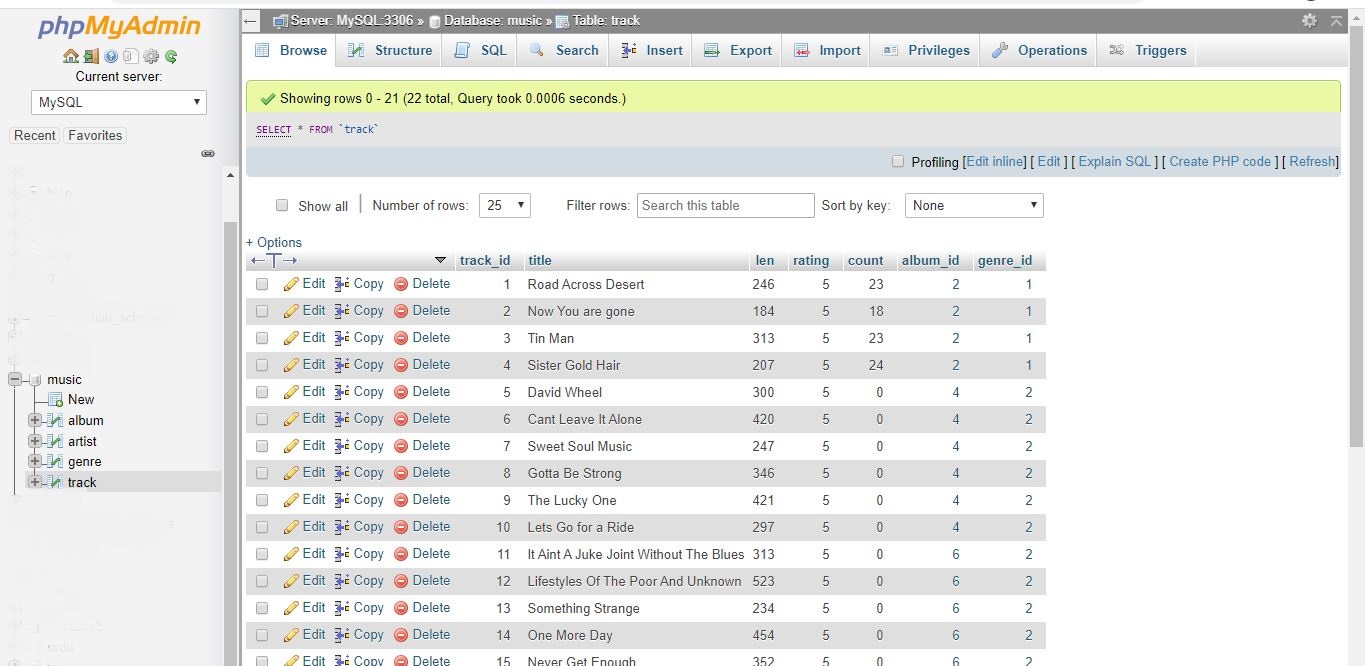 phpMyAdmin
Current server:
MySQL
Recent Favorites
music
New
album
artist
genre
track
Server: MySQL:3306 » Database: music » Table: track
Browse Structure SQL Search Insert Export Import Privileges Operations Triggers
Showing rows 0 - 21 (22 total, Query took 0.0006 seconds.)
SELECT * FROM `track`
Profiling [Edit inline] [ Edit ] [ Explain SQL ] [ Create PHP code ] [ Refresh]
Show all Number of rows: 25 Filter rows: Search this table Sort by key: None
+ Options
←T→ track_id title len rating count album_id genre_id
Edit Copy Delete 1 Road Across Desert 246 5 23 2 1
Edit Copy Delete 2 Now You are gone 184 5 18 2 1
Edit Copy Delete 3 Tin Man 313 5 23 2 1
Edit Copy Delete 4 Sister Gold Hair 207 5 24 2 1
Edit Copy Delete 5 David Wheel 300 5 0 4 2
Edit Copy Delete 6 Cant Leave It Alone 420 5 0 4 2
Edit Copy Delete 7 Sweet Soul Music 247 5 0 4 2
Edit Copy Delete 8 Gotta Be Strong 346 5 0 4 2
Edit Copy Delete 9 The Lucky One 421 5 0 4 2
Edit Copy Delete 10 Lets Go for a Ride 297 5 0 4 2
Edit Copy Delete 11 It Aint A Juke Joint Without The Blues 313 5 0 6 2
Edit Copy Delete 12 Lifestyles Of The Poor And Unknown 523 5 0 6 2
Edit Copy Delete 13 Something Strange 234 5 0 6 2
Edit Copy Delete 14 One More Day 454 5 0 6 2
Edit Copy Delete 15 Never Get Enough 352 5 0 6 2